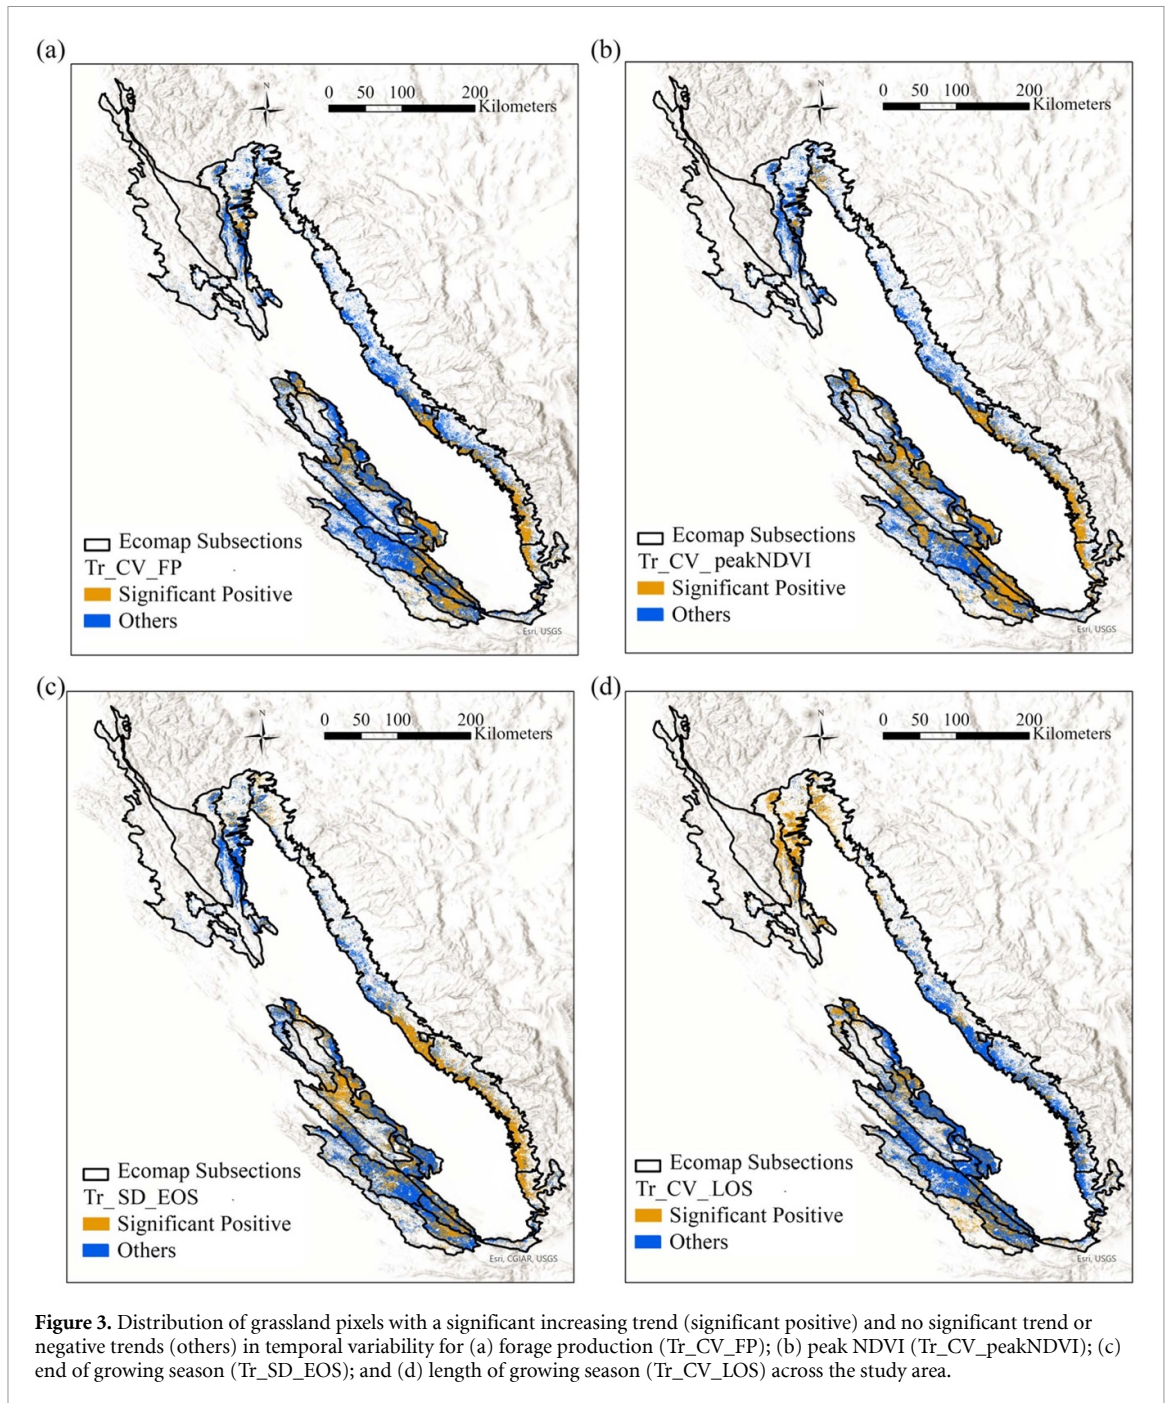 (a)
N
0 50 100 200
Kilometers
Ecomap Subsections
Tr_CV_FP
Significant Positive
Others
Esri, USGS
(b)
N
0 50 100 200
Kilometers
Ecomap Subsections
Tr_CV_peakNDVI
Significant Positive
Others
Esri, USGS
(c)
N
0 50 100 200
Kilometers
Ecomap Subsections
Tr_SD_EOS
Significant Positive
Others
Esri, CGIAR, USGS
(d)
N
0 50 100 200
Kilometers
Ecomap Subsections
Tr_CV_LOS
Significant Positive
Others
Esri, USGS
Figure 3. Distribution of grassland pixels with a significant increasing trend (significant positive) and no significant trend or
negative trends (others) in temporal variability for (a) forage production (Tr_CV_FP); (b) peak NDVI (Tr_CV_peakNDVI); (c)
end of growing season (Tr_SD_EOS); and (d) length of growing season (Tr_CV_LOS) across the study area.